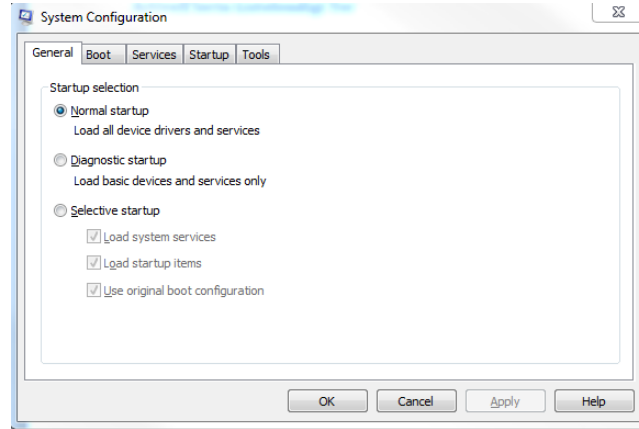 System Configuration
General Boot Services Startup Tools
Startup selection
Normal startup
Load all device drivers and services
Diagnostic startup
Load basic devices and services only
Selective startup
Load system services
Load startup items
Use original boot configuration
OK Cancel Apply Help